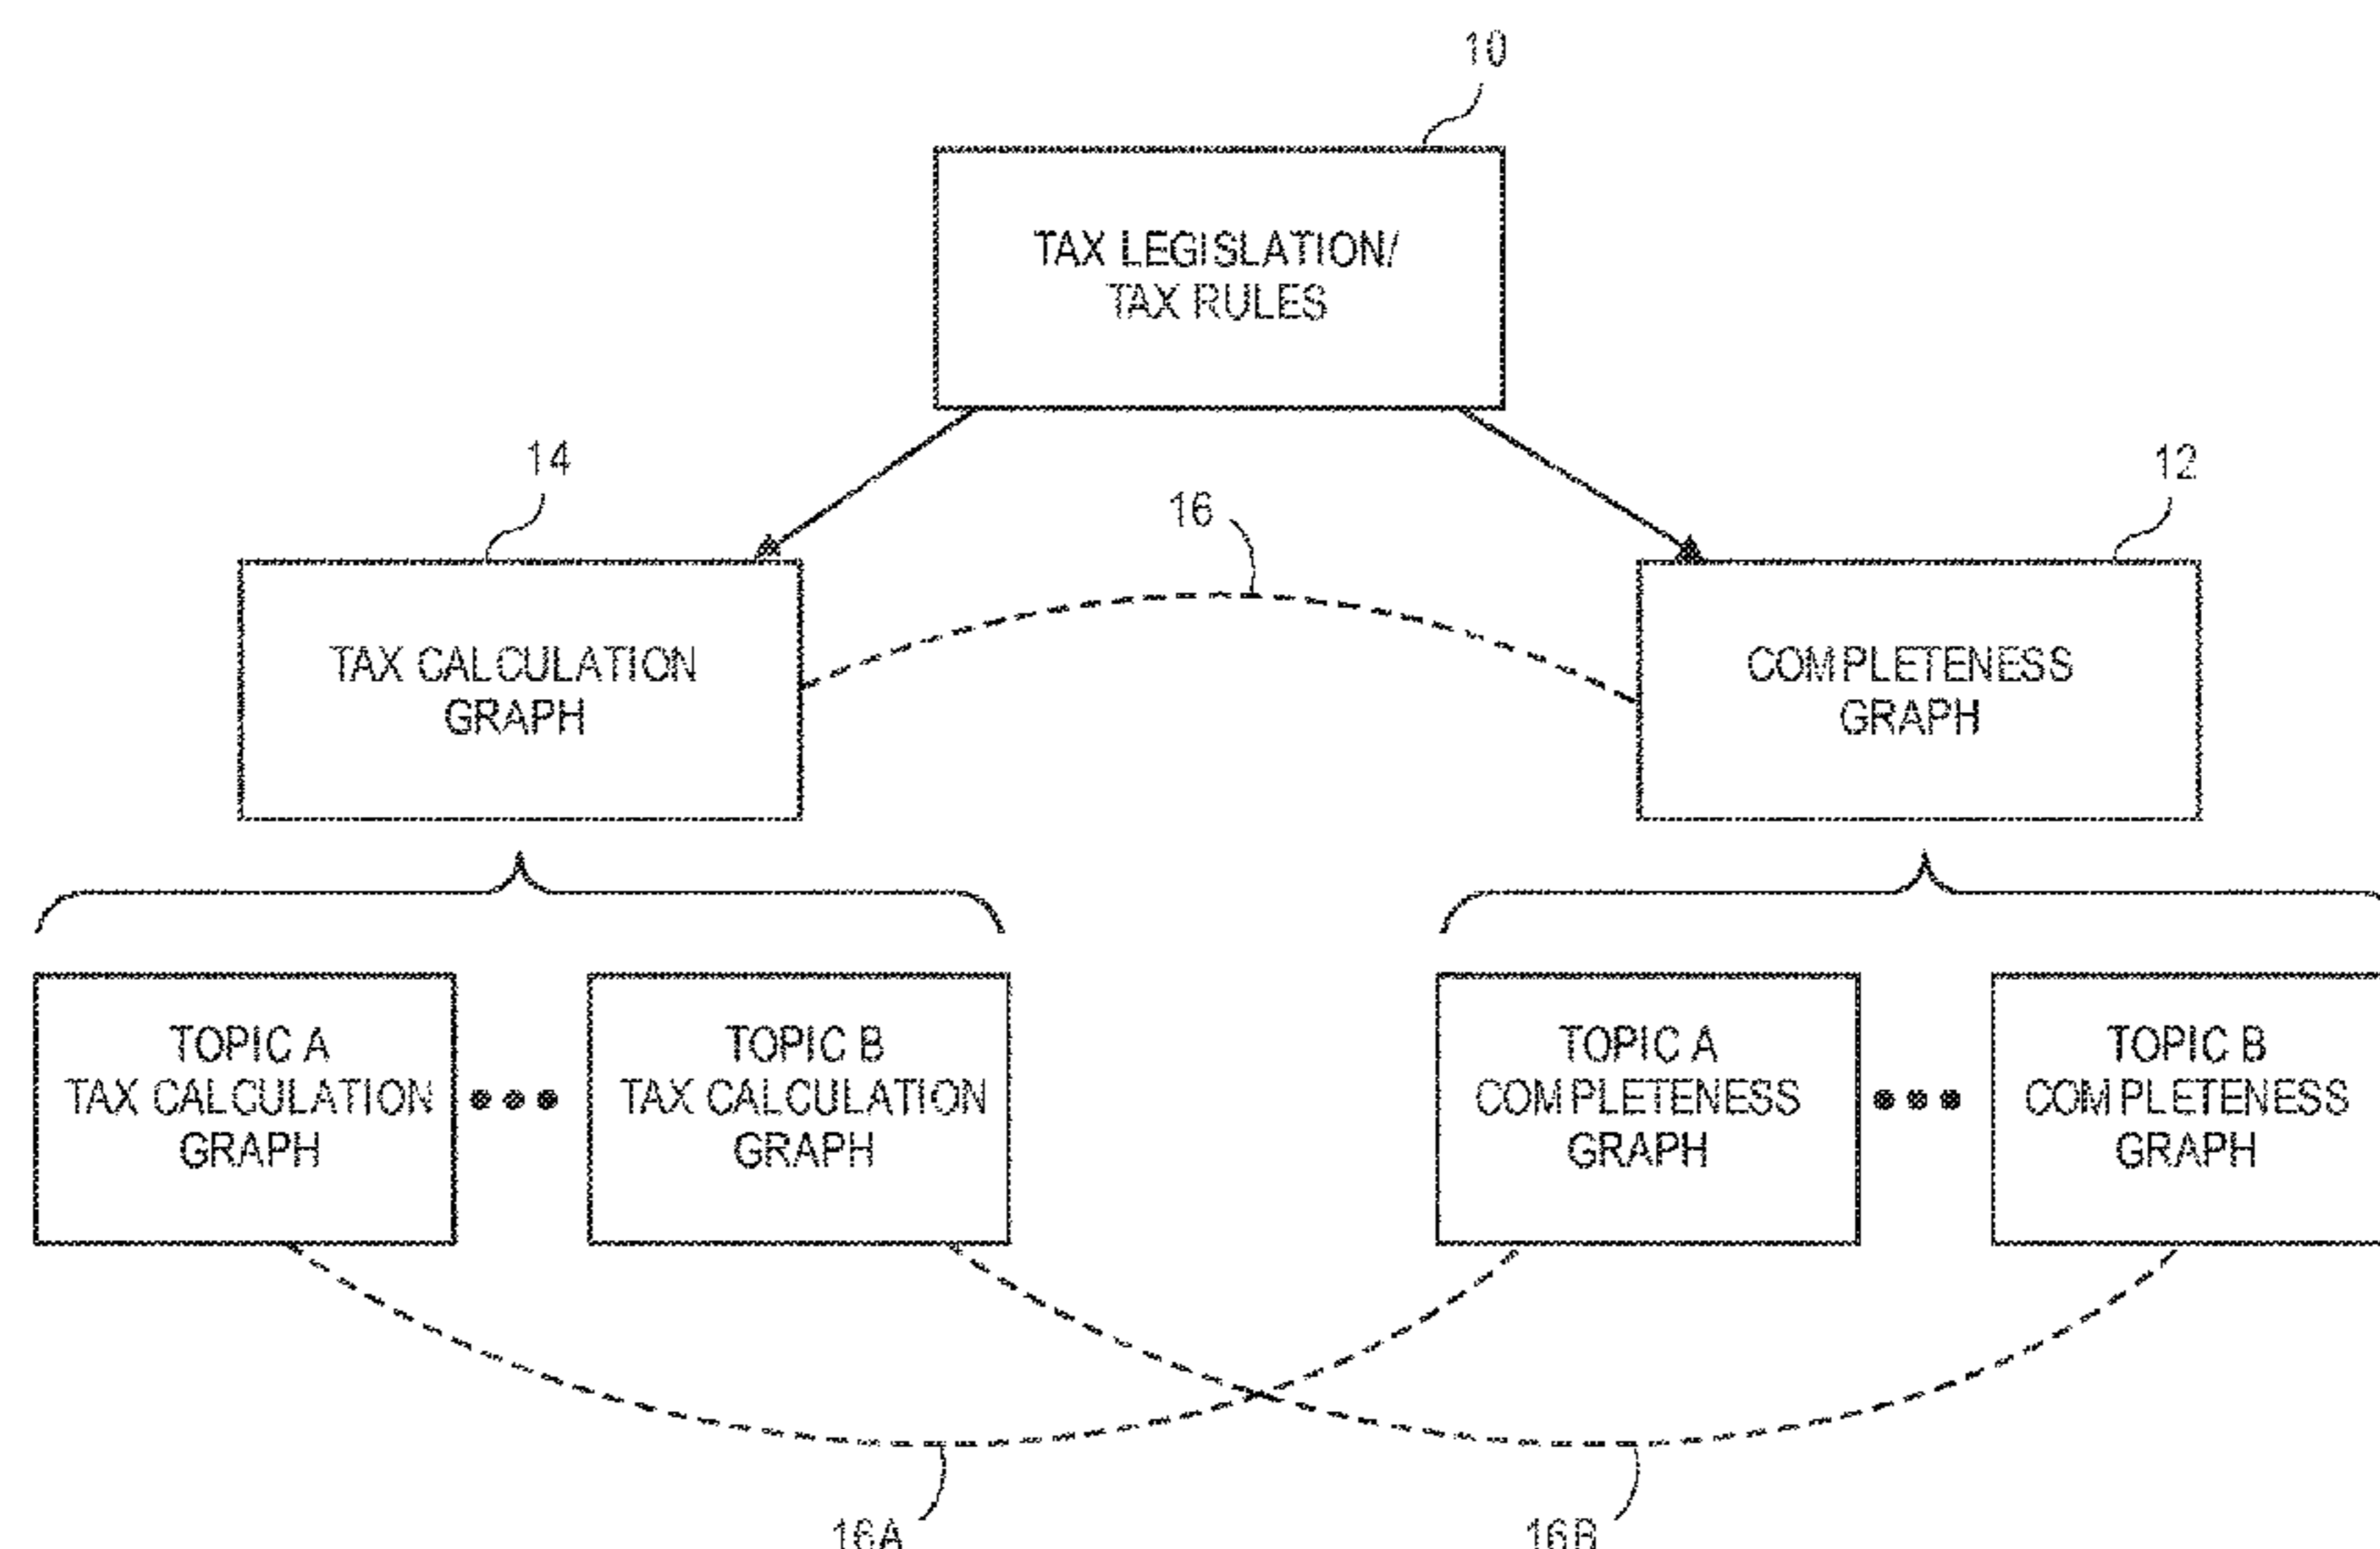 10
TAX LEGISLATION/
TAX RULES
14
16
12
TAX CALCULATION
GRAPH
COMPLETENESS
GRAPH
TOPIC A
TAX CALCULATION
GRAPH
TOPIC B
TAX CALCULATION
GRAPH
TOPIC A
COMPLETENESS
GRAPH
TOPIC B
COMPLETENESS
GRAPH
16A
16B